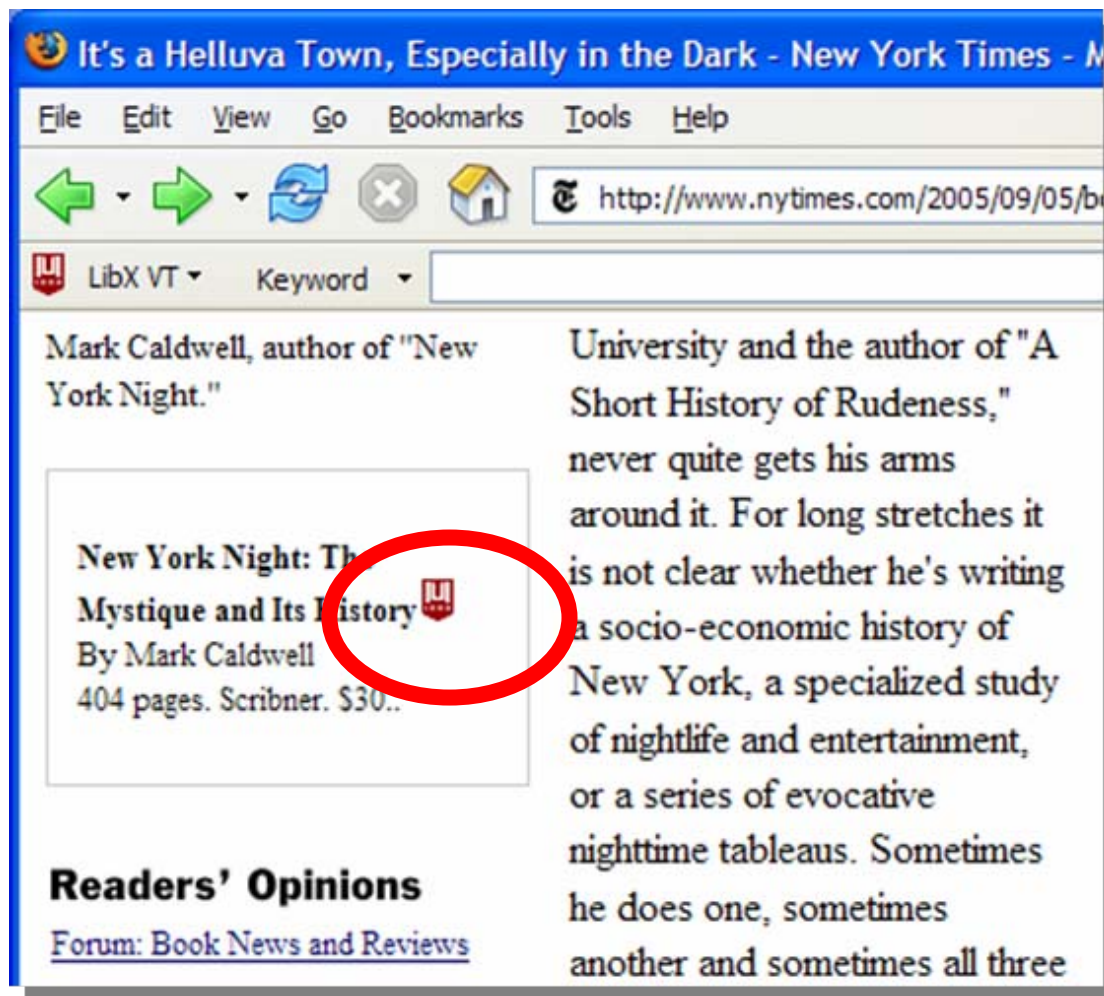 It's a Helluva Town, Especially in the Dark - New York Times -
File Edit View Go Bookmarks Tools Help
http://www.nytimes.com/2005/09/05/b
LibX VT Keyword
Mark Caldwell, author of "New
York Night."
New York Night: Th
Mystique and Its History
By Mark Caldwell
404 pages. Scribner. $30..
Readers' Opinions
Forum: Book News and Reviews
University and the author of "A
Short History of Rudeness,"
never quite gets his arms
around it. For long stretches it
is not clear whether he's writing
a socio-economic history of
New York, a specialized study
of nightlife and entertainment,
or a series of evocative
nighttime tableaus. Sometimes
he does one, sometimes
another and sometimes all three